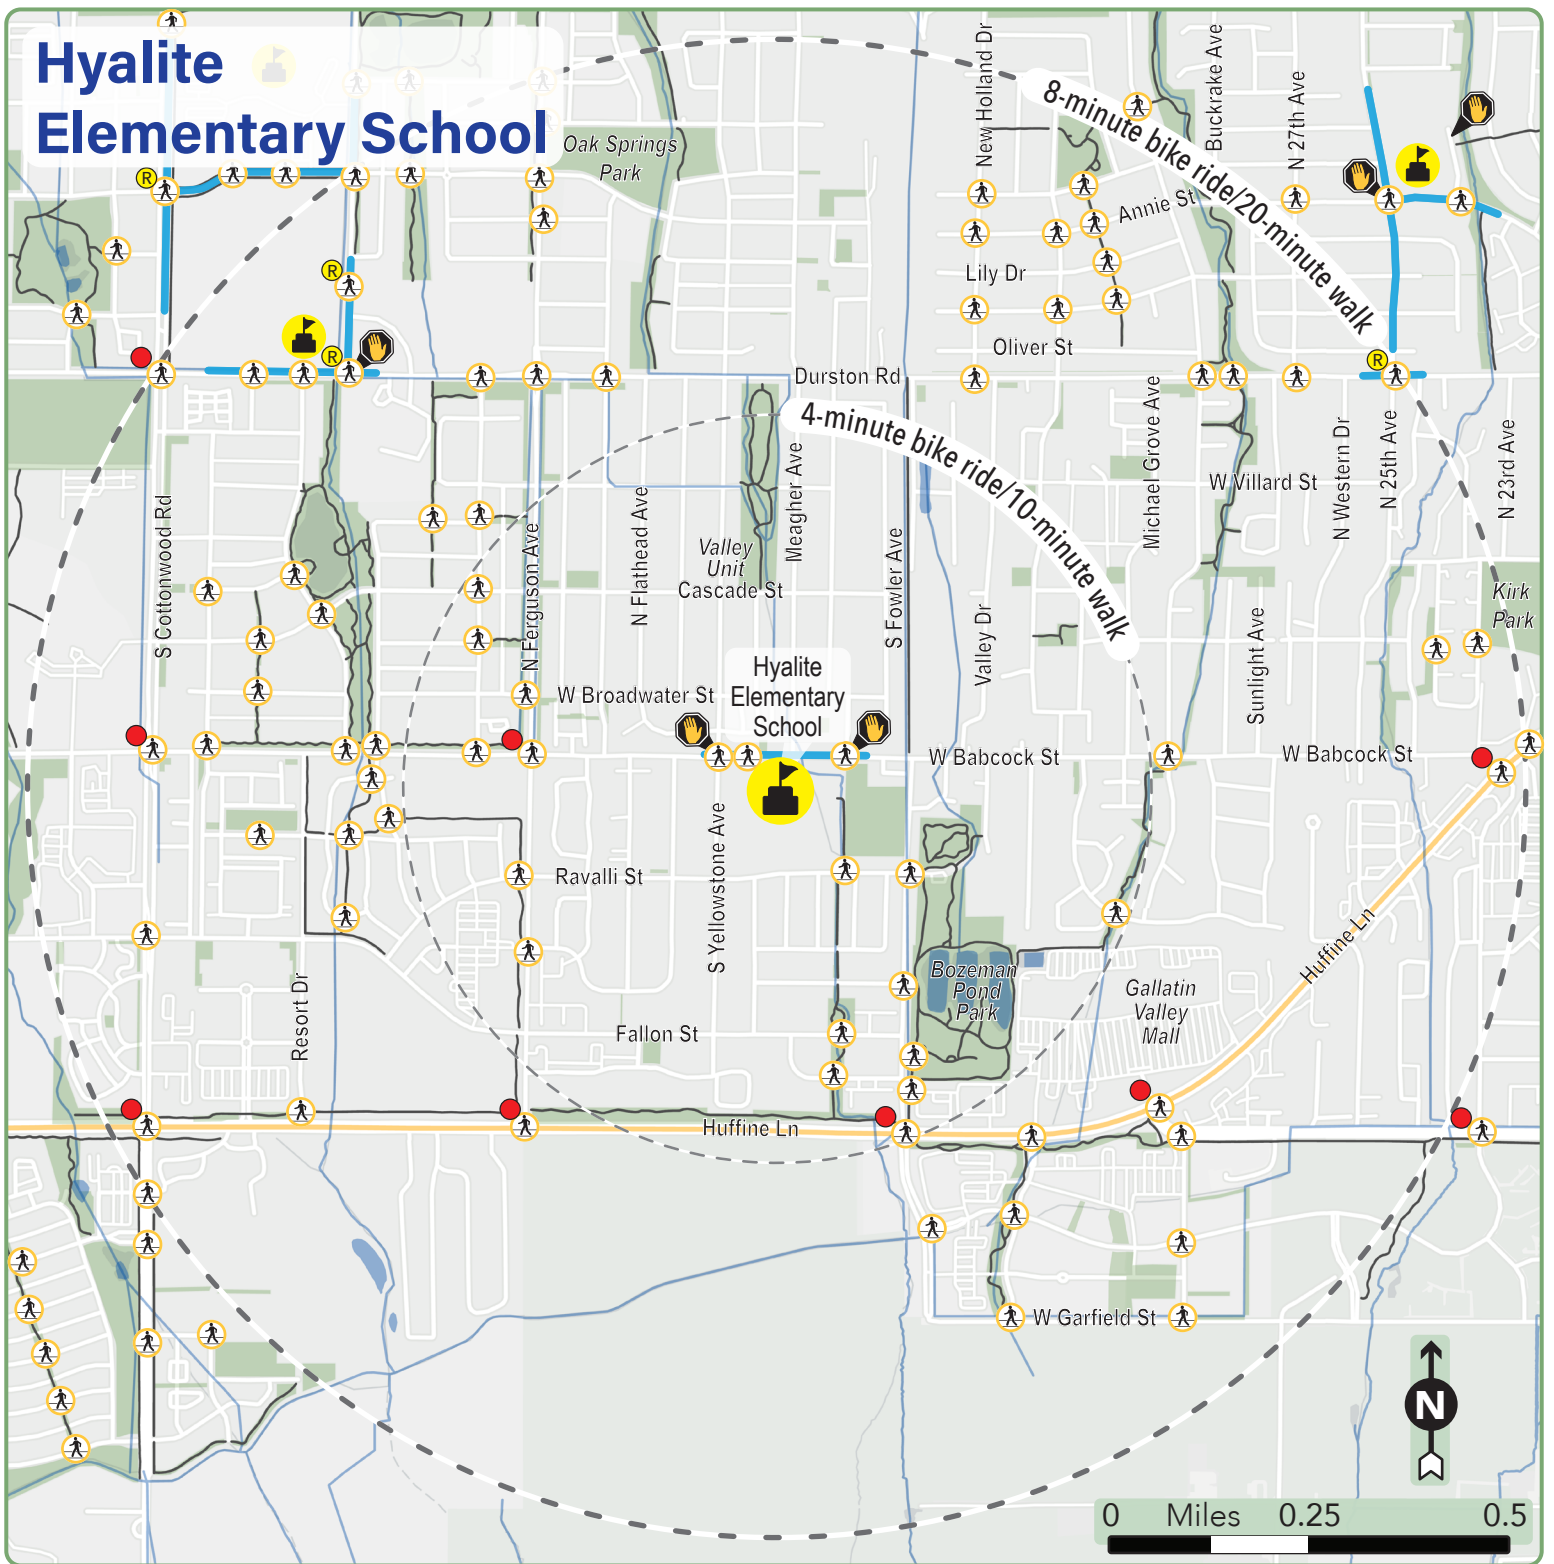 Hyalite
Elementary School
Oak Springs
Park
New Holland Dr
8-minute bike ride/20-minute walk
Buckrake Ave
N 27th Ave
Annie St
Lily Dr
Oliver St
R
R
R
R
Durston Rd
4-minute bike ride/10-minute walk
Meagher Ave
Michael Grove Ave
W Villard St
N Western Dr
N 25th Ave
N 23rd Ave
S Cottonwood Rd
N Ferguson Ave
N Flathead Ave
Valley
Unit
Cascade St
S Fowler Ave
Valley Dr
Sunlight Ave
Kirk
Park
W Broadwater St
Hyalite
Elementary
School
W Babcock St
W Babcock St
S Yellowstone Ave
Ravalli St
Resort Dr
Fallon St
Bozeman
Pond
Park
Gallatin
Valley
Mall
Huffine Ln
Huffine Ln
W Garfield St
N
0 Miles 0.25 0.5